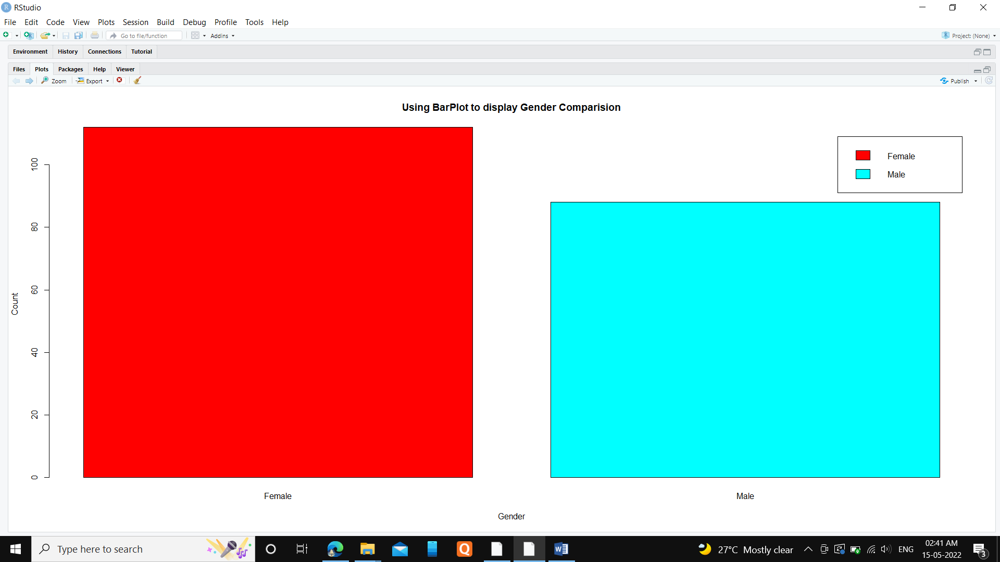 RStudio
File Edit Code View Plots Session Build Debug Profile Tools Help
Go to file/function Addins Project: (None)
Environment History Connections Tutorial
Files Plots Packages Help Viewer
Zoom Export Publish
Using BarPlot to display Gender Comparision
Female
Male
100
80
60
40
20
0
Count
Female Male
Gender
Type here to search 27°C Mostly clear ENG 02:41 AM
15-05-2022
3